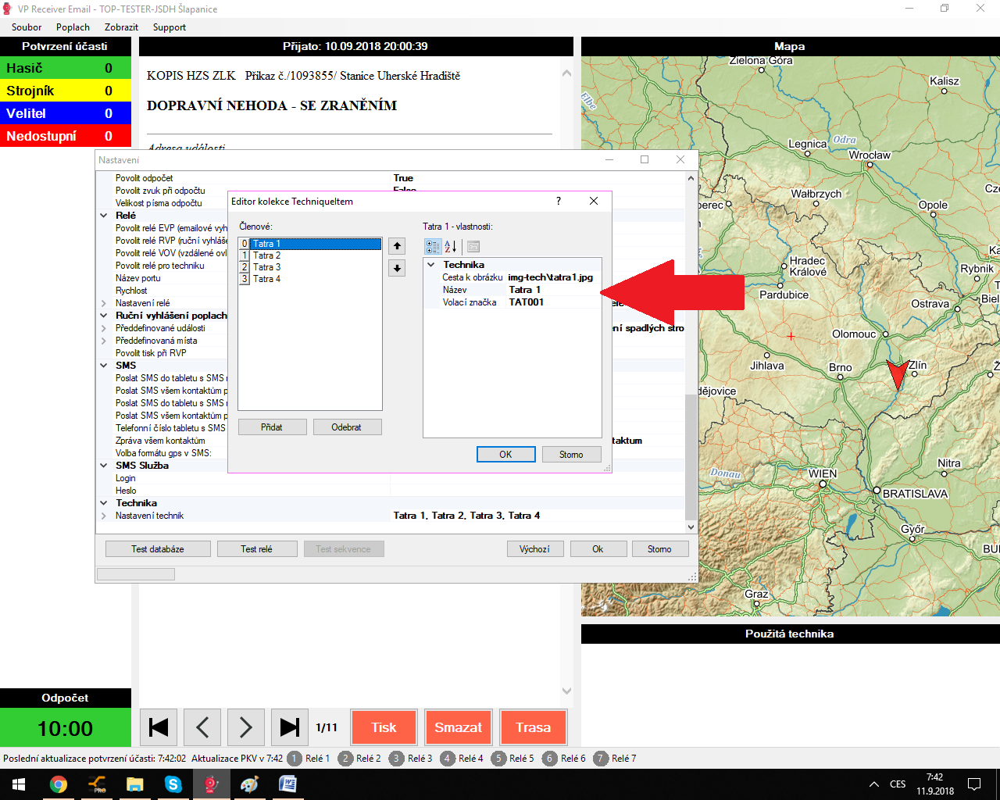 VP Receiver Email - TOP-TESTER-JSDH Šlapanice
Soubor Poplach Zobrazit Support
Potvrzení účasti
Hasič 0
Strojník 0
Velitel 0
Nedostupní 0
Přijato: 10.09.2018 20:00:39
KOPIS HZS ZLK Příkaz č./1093855/ Stanice Uherské Hradiště
DOPRAVNÍ NEHODA - SE ZRANĚNÍM
Adresa události
Mapa
Zielona Góra
Kalisz
Elbe
Odra
Legnica
Wrocław
Wałbrzych
Opole
Hradec
Králové
Rybnik
Pardubice
Ostrava
Olomouc
Jihlava
Brno
Zlín
Nitra
Donau
WIEN
BRATISLAVA
Győr
Graz
Nastavení
Povolit odpočet True
Povolit zvuk při odpočtu False
Velikost písma odpočtu
Relé
Povolit relé EVP (emailové vyh
Povolit relé RVP (ruční vyhláše
Povolit relé VOV (vzdálené ovl
Povolit relé pro techniku
Název portu
Rychlost
Nastavení relé
Ruční vyhlášení poplachu
Předdefinované události
ní spadlých stro
Předdefinovaná místa
Povolit tisk při RVP
SMS
Poslat SMS do tabletu s SMS
Poslat SMS všem kontaktům p
Poslat SMS do tabletu s SMS
Poslat SMS všem kontaktům p
Telefonní číslo tabletu s SMS
Zpráva všem kontaktům
ntaktum
Volba formátu gps v SMS:
SMS Služba
Login
Heslo
Technika
Nastavení technik Tatra 1, Tatra 2, Tatra 3, Tatra 4
Test databáze Test relé Test sekvence Výchozí Ok Storno
Editor kolekce TechniqueItem ?
Členové:
0 Tatra 1
1 Tatra 2
2 Tatra 3
3 Tatra 4
Přidat Odebrat
Tatra 1 - vlastnosti:
Technika
Cesta k obrázku img-tech\tatra1.jpg
Název Tatra 1
Volací značka TAT001
OK Storno
Použitá technika
Odpočet
10:00
1/11 Tisk Smazat Trasa
Poslední aktualizace potvrzení účasti: 7:42:02 Aktualizace PKV v 7:42 1 Relé 1 2 Relé 2 3 Relé 3 4 Relé 4 5 Relé 5 6 Relé 6 7 Relé 7
PRO
CES
7:42
11.9.2018